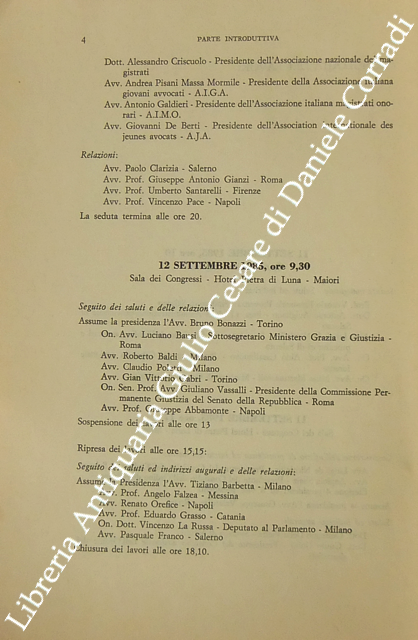 4 PARTE INTRODUTTIVA
Dott. Alessandro Criscuolo - Presidente dell'Associazione nazionale dei ma-
gistrati
Avv. Andrea Pisani Massa Mormile - Presidente della Associazione italiana
giovani avvocati - A.I.G.A.
Avv. Antonio Galdieri - Presidente dell'Associazione italiana magistrati ono-
rari - A.I.M.O.
Avv. Giovanni De Berti - Presidente dell'Association internationale des
jeunes avocats - A.J.A.
Relazioni:
Avv. Paolo Clarizia - Salerno
Avv. Prof. Giuseppe Antonio Gianzi - Roma
Avv. Prof. Umberto Santarelli - Firenze
Avv. Prof. Vincenzo Pace - Napoli
La seduta termina alle ore 20.
12 SETTEMBRE 1985, ore 9,30
Sala dei Congressi - Hotel Pietra di Luna - Maiori
Seguito dei saluti e delle relazioni:
Assume la presidenza l'Avv. Bruno Bonazzi - Torino
On. Avv. Luciano - Sottosegretario Ministero Grazia e Giustizia -
Roma
Avv. Roberto Baldi - Milano
Avv. Claudio - Milano
Avv. Gian Vittorio - Torino
On. Sen. Prof. Avv. Giuliano Vassalli - Presidente della Commissione Per-
manente Giustizia del Senato della Repubblica - Roma
Avv. Prof. Giuseppe Abbamonte - Napoli
Sospensione dei lavori alle ore 13
Ripresa dei lavori alle ore 15,15:
Seguito dei saluti ed indirizzi augurali e delle relazioni:
Assume la Presidenza l'Avv. Tiziano Barbetta - Milano
Avv. Prof. Angelo Falzea - Messina
Avv. Renato Orefice - Napoli
Avv. Prof. Eduardo Grasso - Catania
On. Dott. Vincenzo La Russa - Deputato al Parlamento - Milano
Avv. Pasquale Franco - Salerno
Chiusura dei lavori alle ore 18,10.
Libreria Antiquaria Giulio Cesare di Daniele Corradi